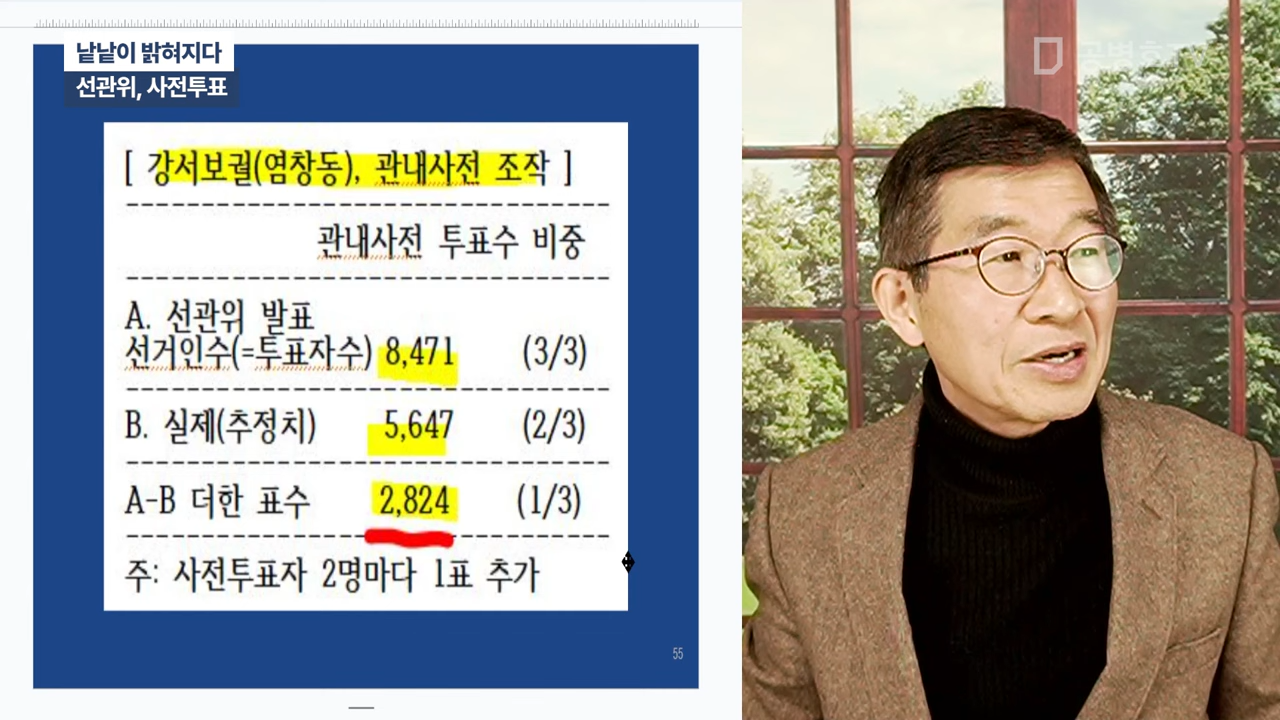 낱낱이 밝혀지다
선관위, 사전투표
[ 강서보궐(염창동), 관내사전 조작 ]
관내사전 투표수 비중
A. 선관위 발표
선거인수(=투표자수) 8,471 (3/3)
B. 실제(추정치) 5,647 (2/3)
A-B 더한 표수 2,824 (1/3)
주: 사전투표자 2명마다 1표 추가
55